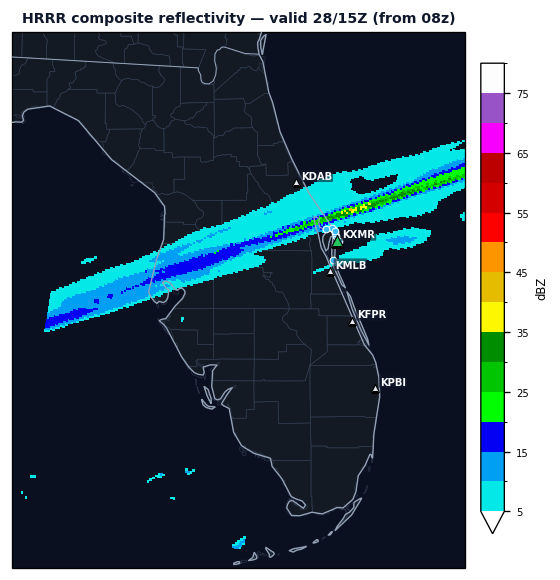 HRRR composite reflectivity — valid 28/15Z (from 08z)
KDAB
KXMR
KMLB
KFPR
KPBI
75
65
55
45
35
25
15
5
dBZ